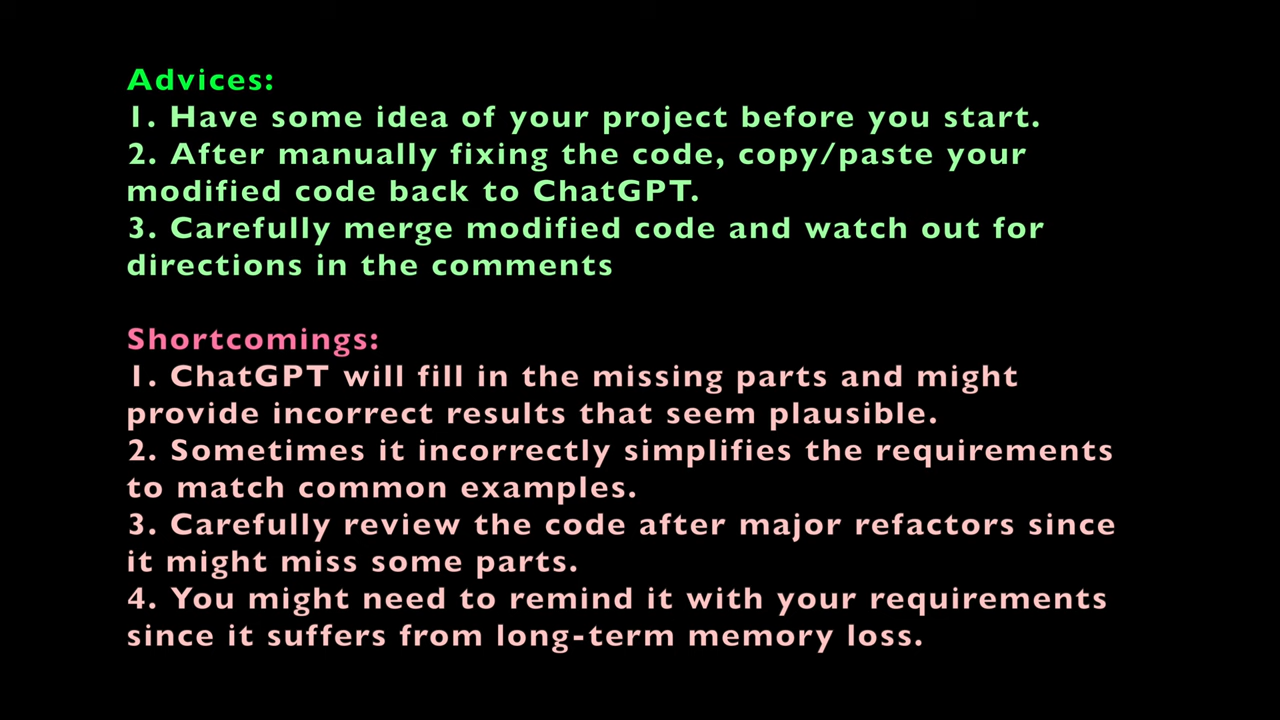 Advices:
1. Have some idea of your project before you start.
2. After manually fixing the code, copy/paste your
modified code back to ChatGPT.
3. Carefully merge modified code and watch out for
directions in the comments
Shortcomings:
1. ChatGPT will fill in the missing parts and might
provide incorrect results that seem plausible.
2. Sometimes it incorrectly simplifies the requirements
to match common examples.
3. Carefully review the code after major refactors since
it might miss some parts.
4. You might need to remind it with your requirements
since it suffers from long-term memory loss.